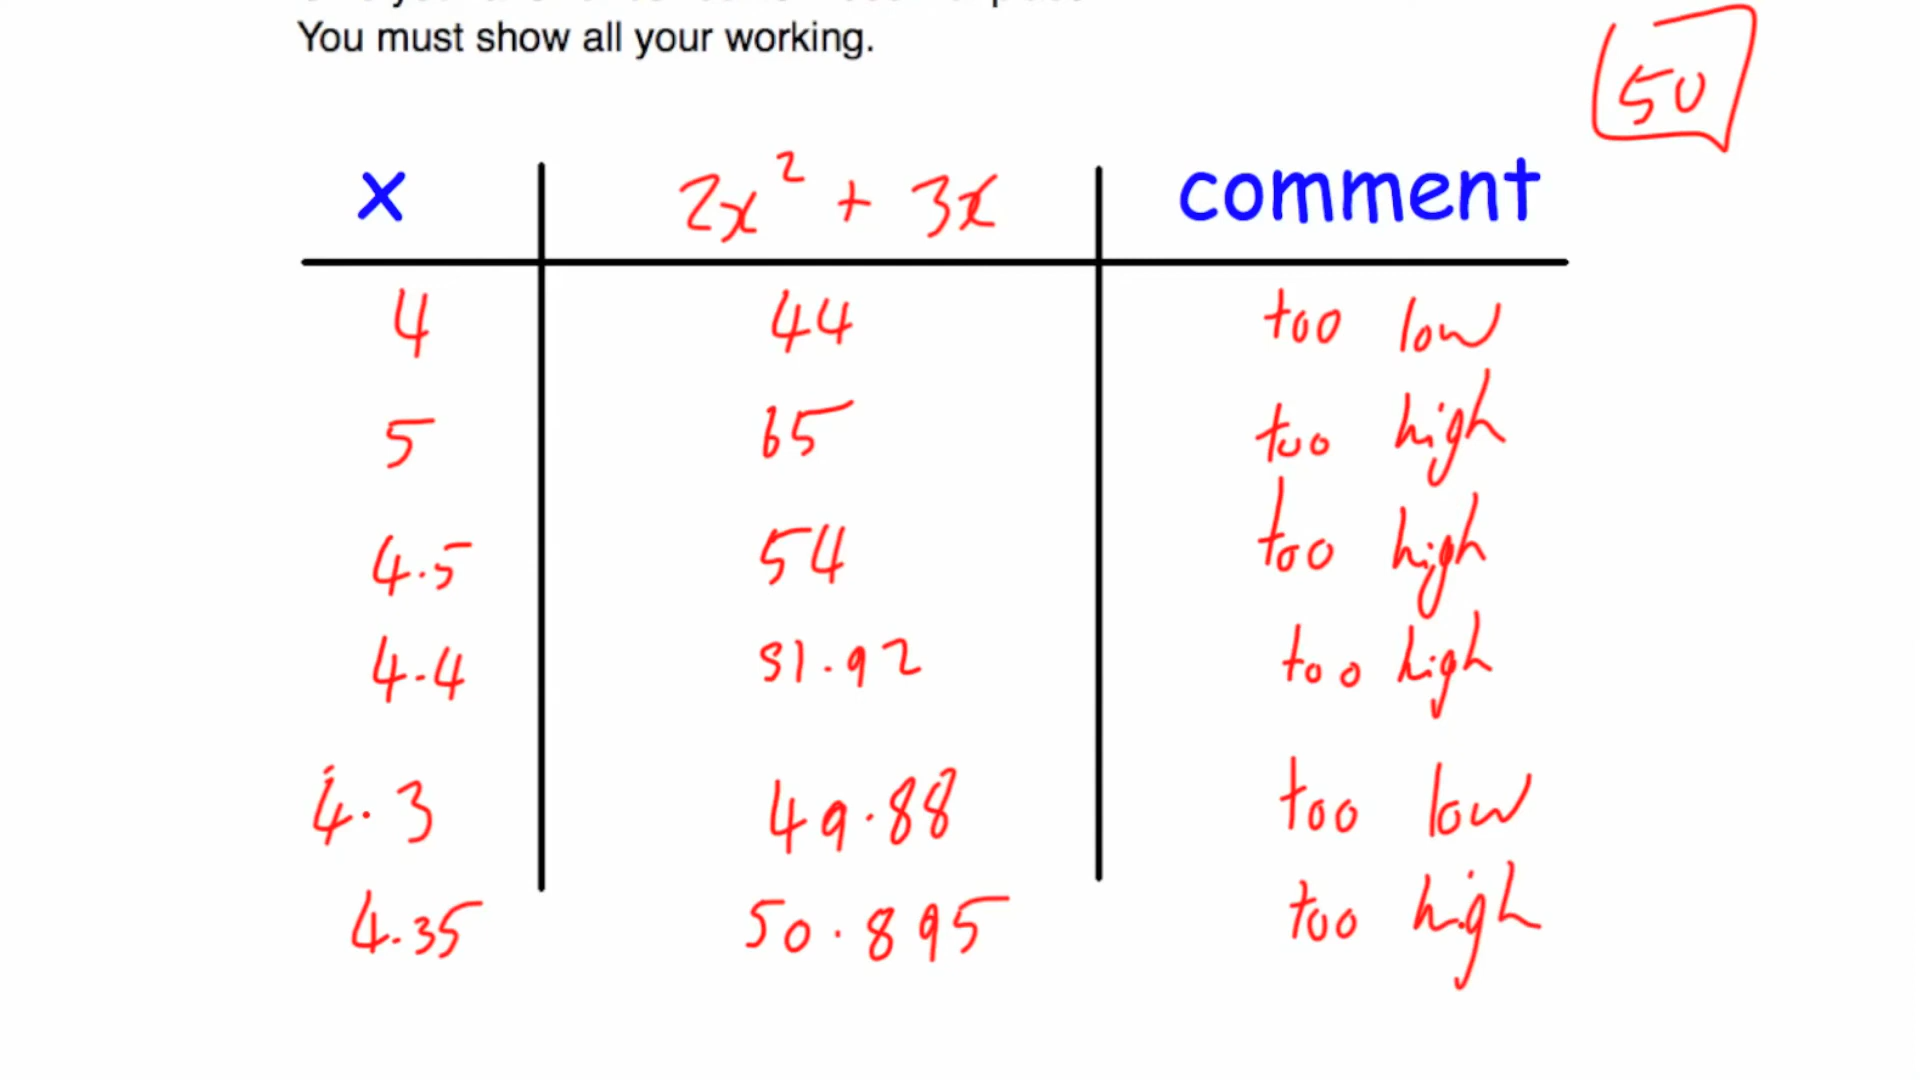 You must show all your working.
50
x 2x² + 3x comment
4 44 too low
5 65 too high
4.5 54 too high
4.4 51.92 too high
4.3 49.88 too low
4.35 50.895 too high